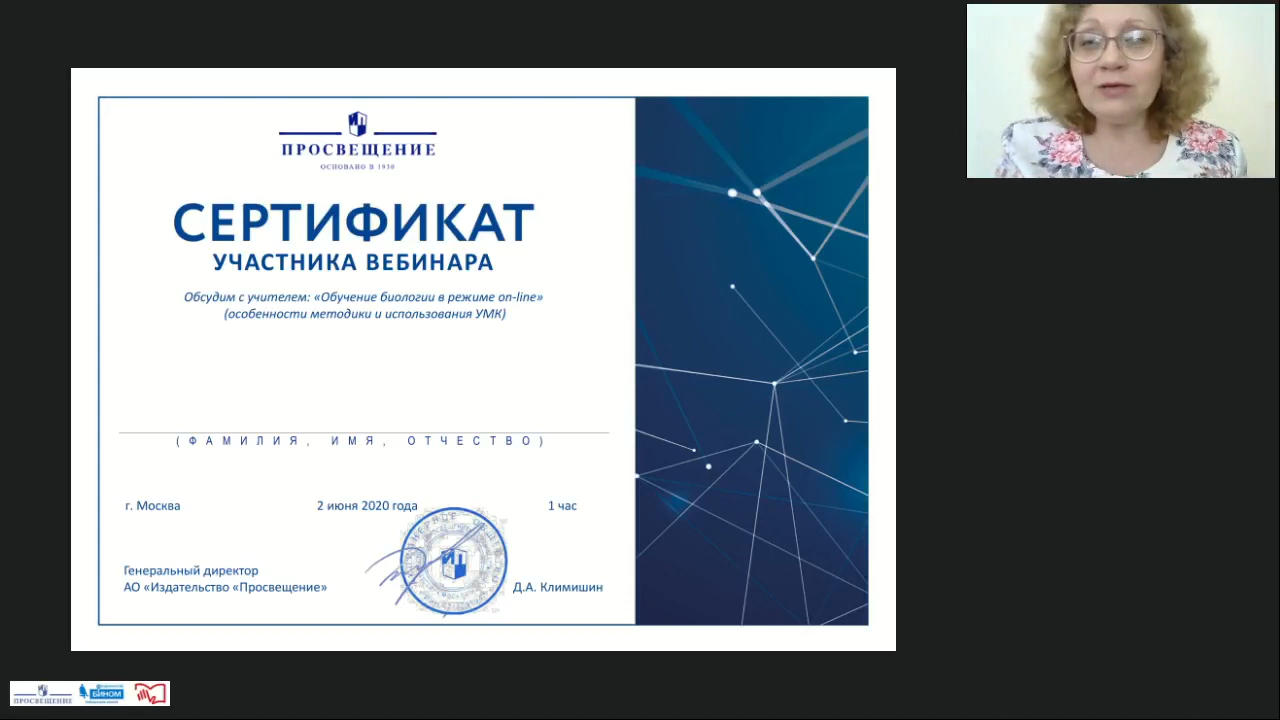 ПРОСВЕЩЕНИЕ
ОСНОВАНО В 1930
СЕРТИФИКАТ
УЧАСТНИКА ВЕБИНАРА
Обсудим с учителем: «Обучение биологии в режиме on-line»
(особенности методики и использования УМК)
(ФАМИЛИЯ, ИМЯ, ОТЧЕСТВО)
г. Москва 2 июня 2020 года 1 час
Генеральный директор
АО «Издательство «Просвещение» Д.А. Климишин
ИП
ПРОСВЕЩЕНИЕ БИНОМ